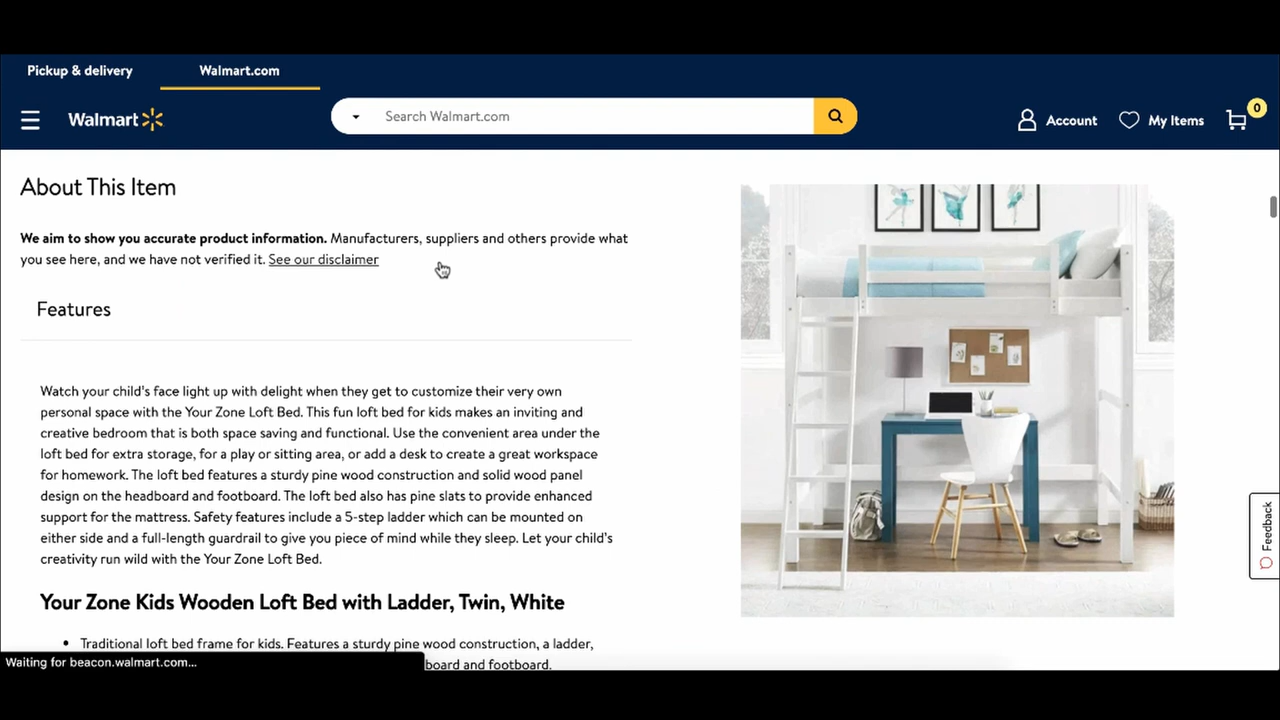 Pickup & delivery
Walmart.com
Walmart
Search Walmart.com
Account
My Items
0
About This Item
We aim to show you accurate product information. Manufacturers, suppliers and others provide what
you see here, and we have not verified it. See our disclaimer
Features
Watch your child's face light up with delight when they get to customize their very own
personal space with the Your Zone Loft Bed. This fun loft bed for kids makes an inviting and
creative bedroom that is both space saving and functional. Use the convenient area under the
loft bed for extra storage, for a play or sitting area, or add a desk to create a great workspace
for homework. The loft bed features a sturdy pine wood construction and solid wood panel
design on the headboard and footboard. The loft bed also has pine slats to provide enhanced
support for the mattress. Safety features include a 5-step ladder which can be mounted on
either side and a full-length guardrail to give you piece of mind while they sleep. Let your child's
creativity run wild with the Your Zone Loft Bed.
Your Zone Kids Wooden Loft Bed with Ladder, Twin, White
• Traditional loft bed frame for kids. Features a sturdy pine wood construction, a ladder,
board and footboard.
Waiting for beacon.walmart.com...
Feedback